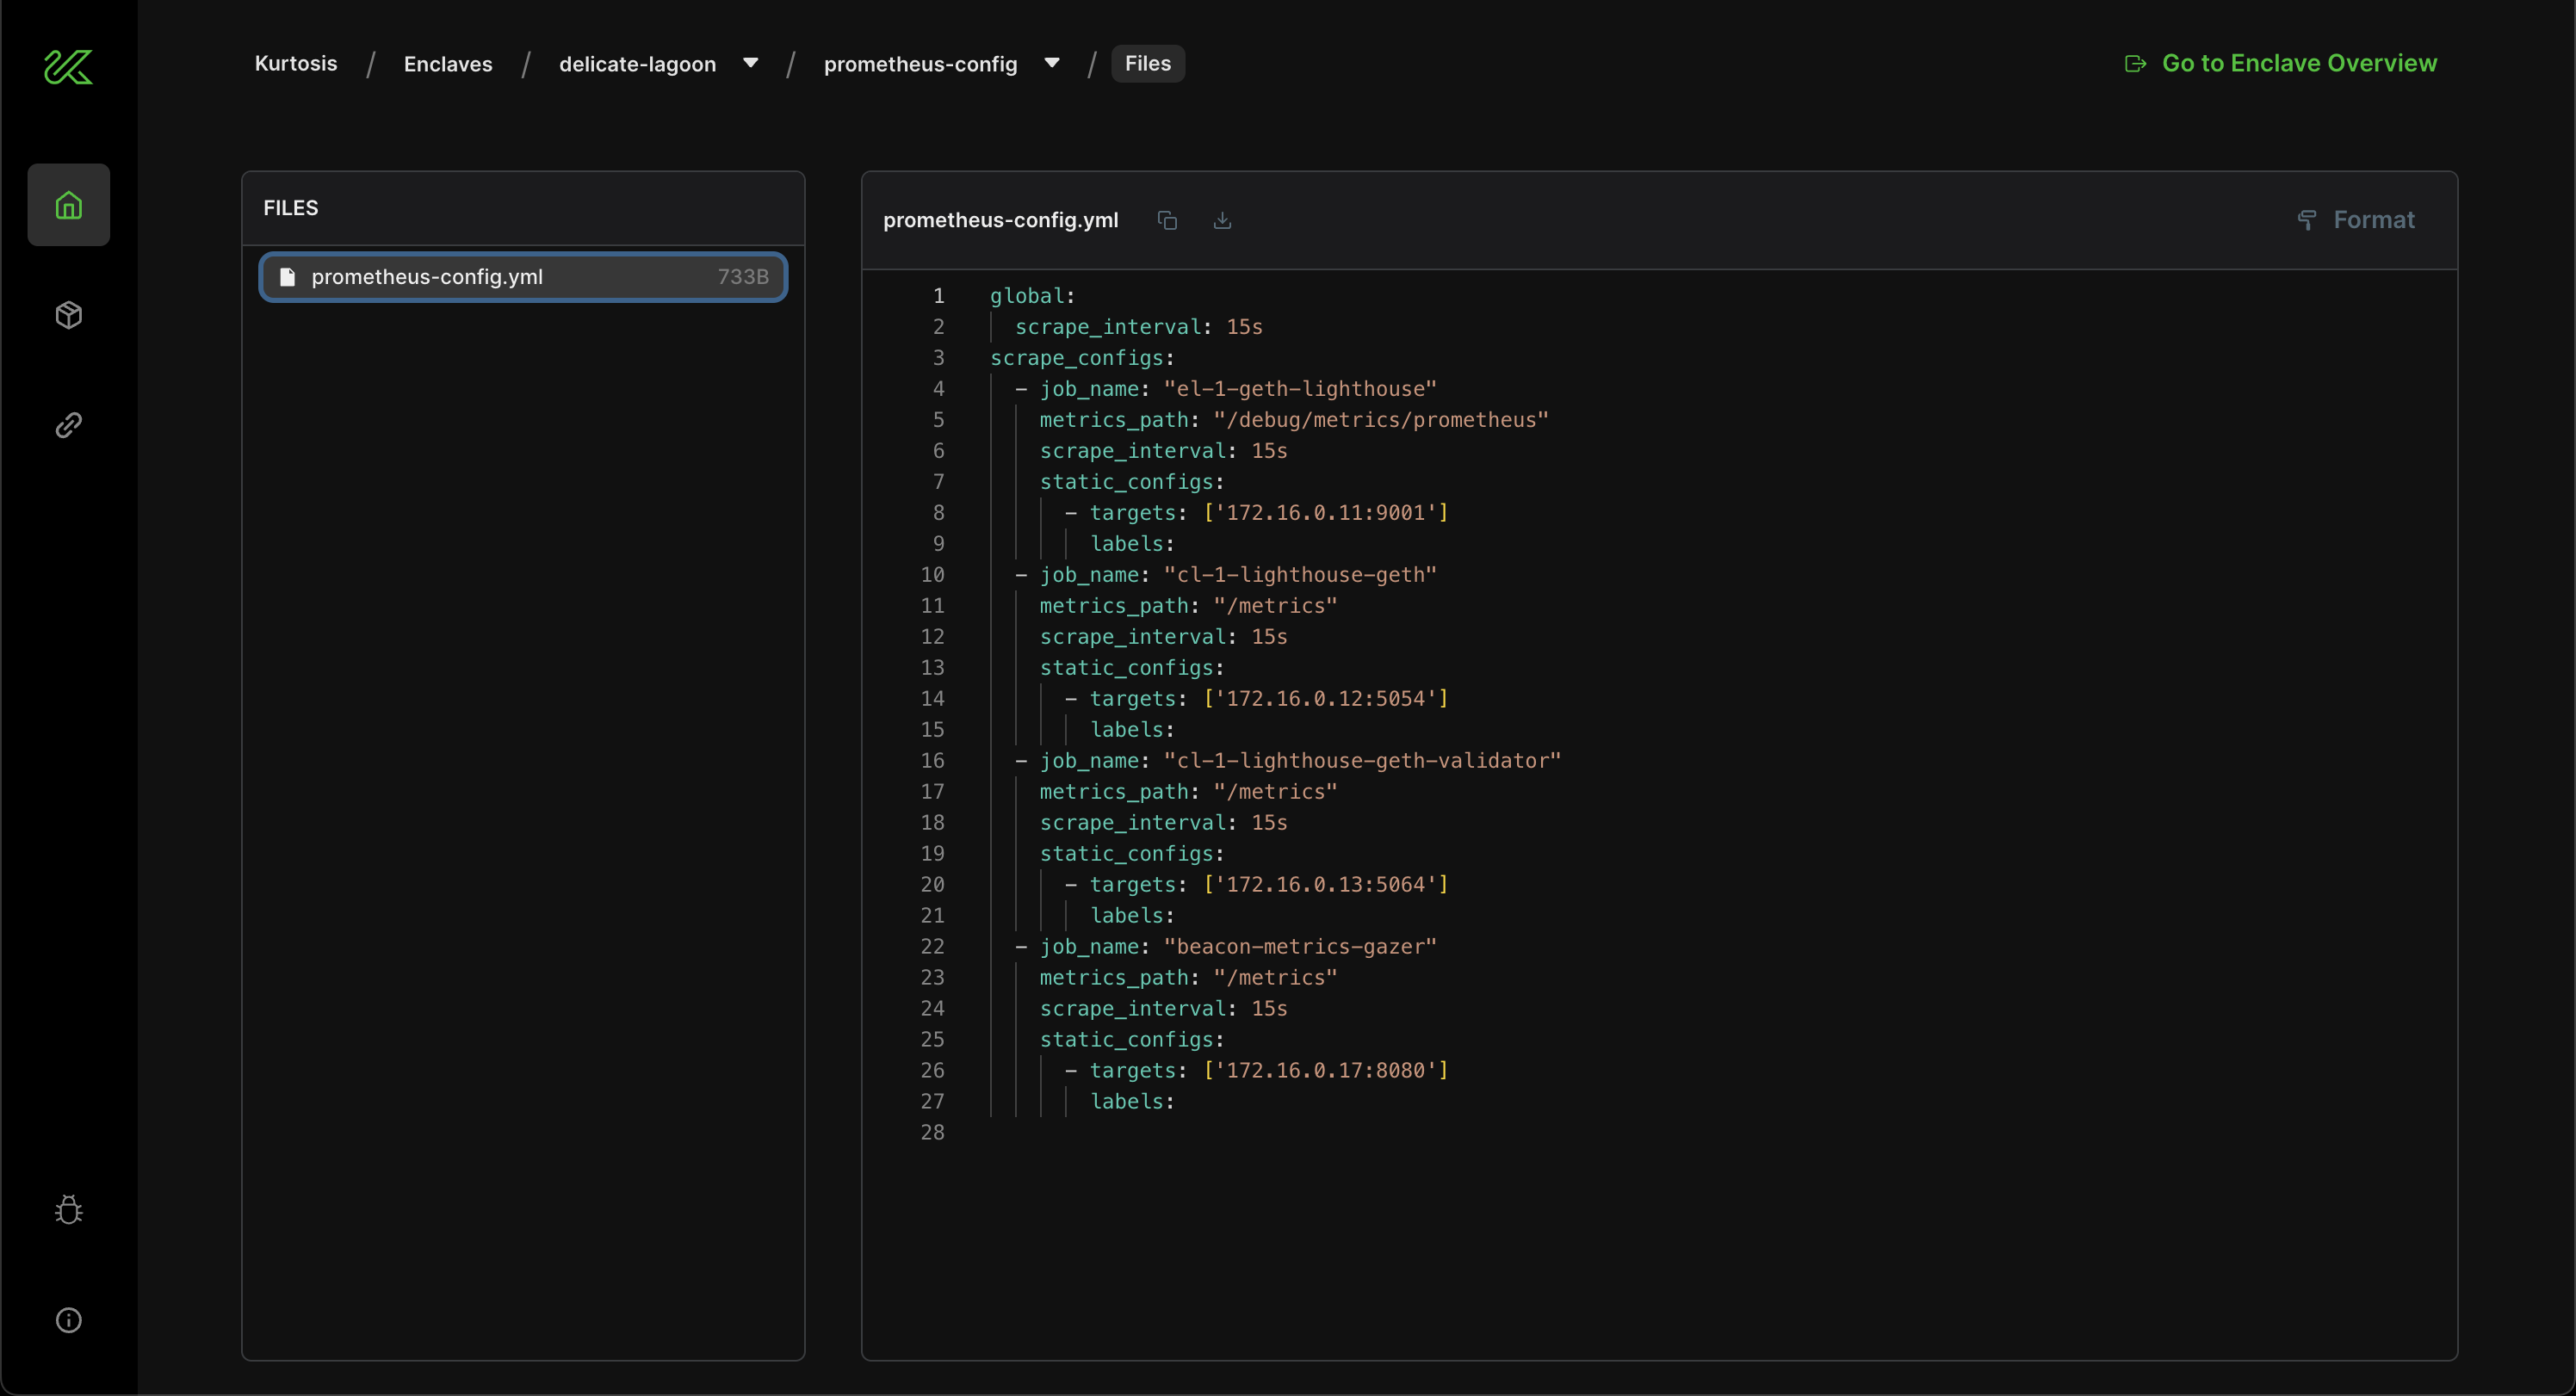 Kurtosis / Enclaves / delicate-lagoon / prometheus-config / Files
Go to Enclave Overview
FILES
prometheus-config.yml 733B
prometheus-config.yml
Format
1 global:
2   scrape_interval: 15s
3 scrape_configs:
4   - job_name: "el-1-geth-lighthouse"
5     metrics_path: "/debug/metrics/prometheus"
6     scrape_interval: 15s
7     static_configs:
8       - targets: ['172.16.0.11:9001']
9         labels:
10   - job_name: "cl-1-lighthouse-geth"
11     metrics_path: "/metrics"
12     scrape_interval: 15s
13     static_configs:
14       - targets: ['172.16.0.12:5054']
15         labels:
16   - job_name: "cl-1-lighthouse-geth-validator"
17     metrics_path: "/metrics"
18     scrape_interval: 15s
19     static_configs:
20       - targets: ['172.16.0.13:5064']
21         labels:
22   - job_name: "beacon-metrics-gazer"
23     metrics_path: "/metrics"
24     scrape_interval: 15s
25     static_configs:
26       - targets: ['172.16.0.17:8080']
27         labels:
28